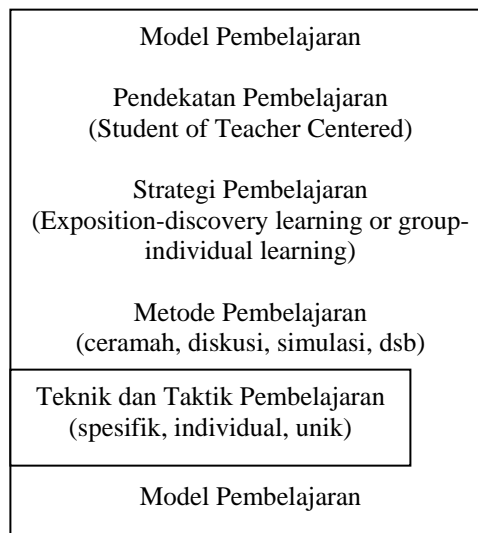 Model Pembelajaran
Pendekatan Pembelajaran
(Student of Teacher Centered)
Strategi Pembelajaran
(Exposition-discovery learning or group-
individual learning)
Metode Pembelajaran
(ceramah, diskusi, simulasi, dsb)
Teknik dan Taktik Pembelajaran
(spesifik, individual, unik)
Model Pembelajaran